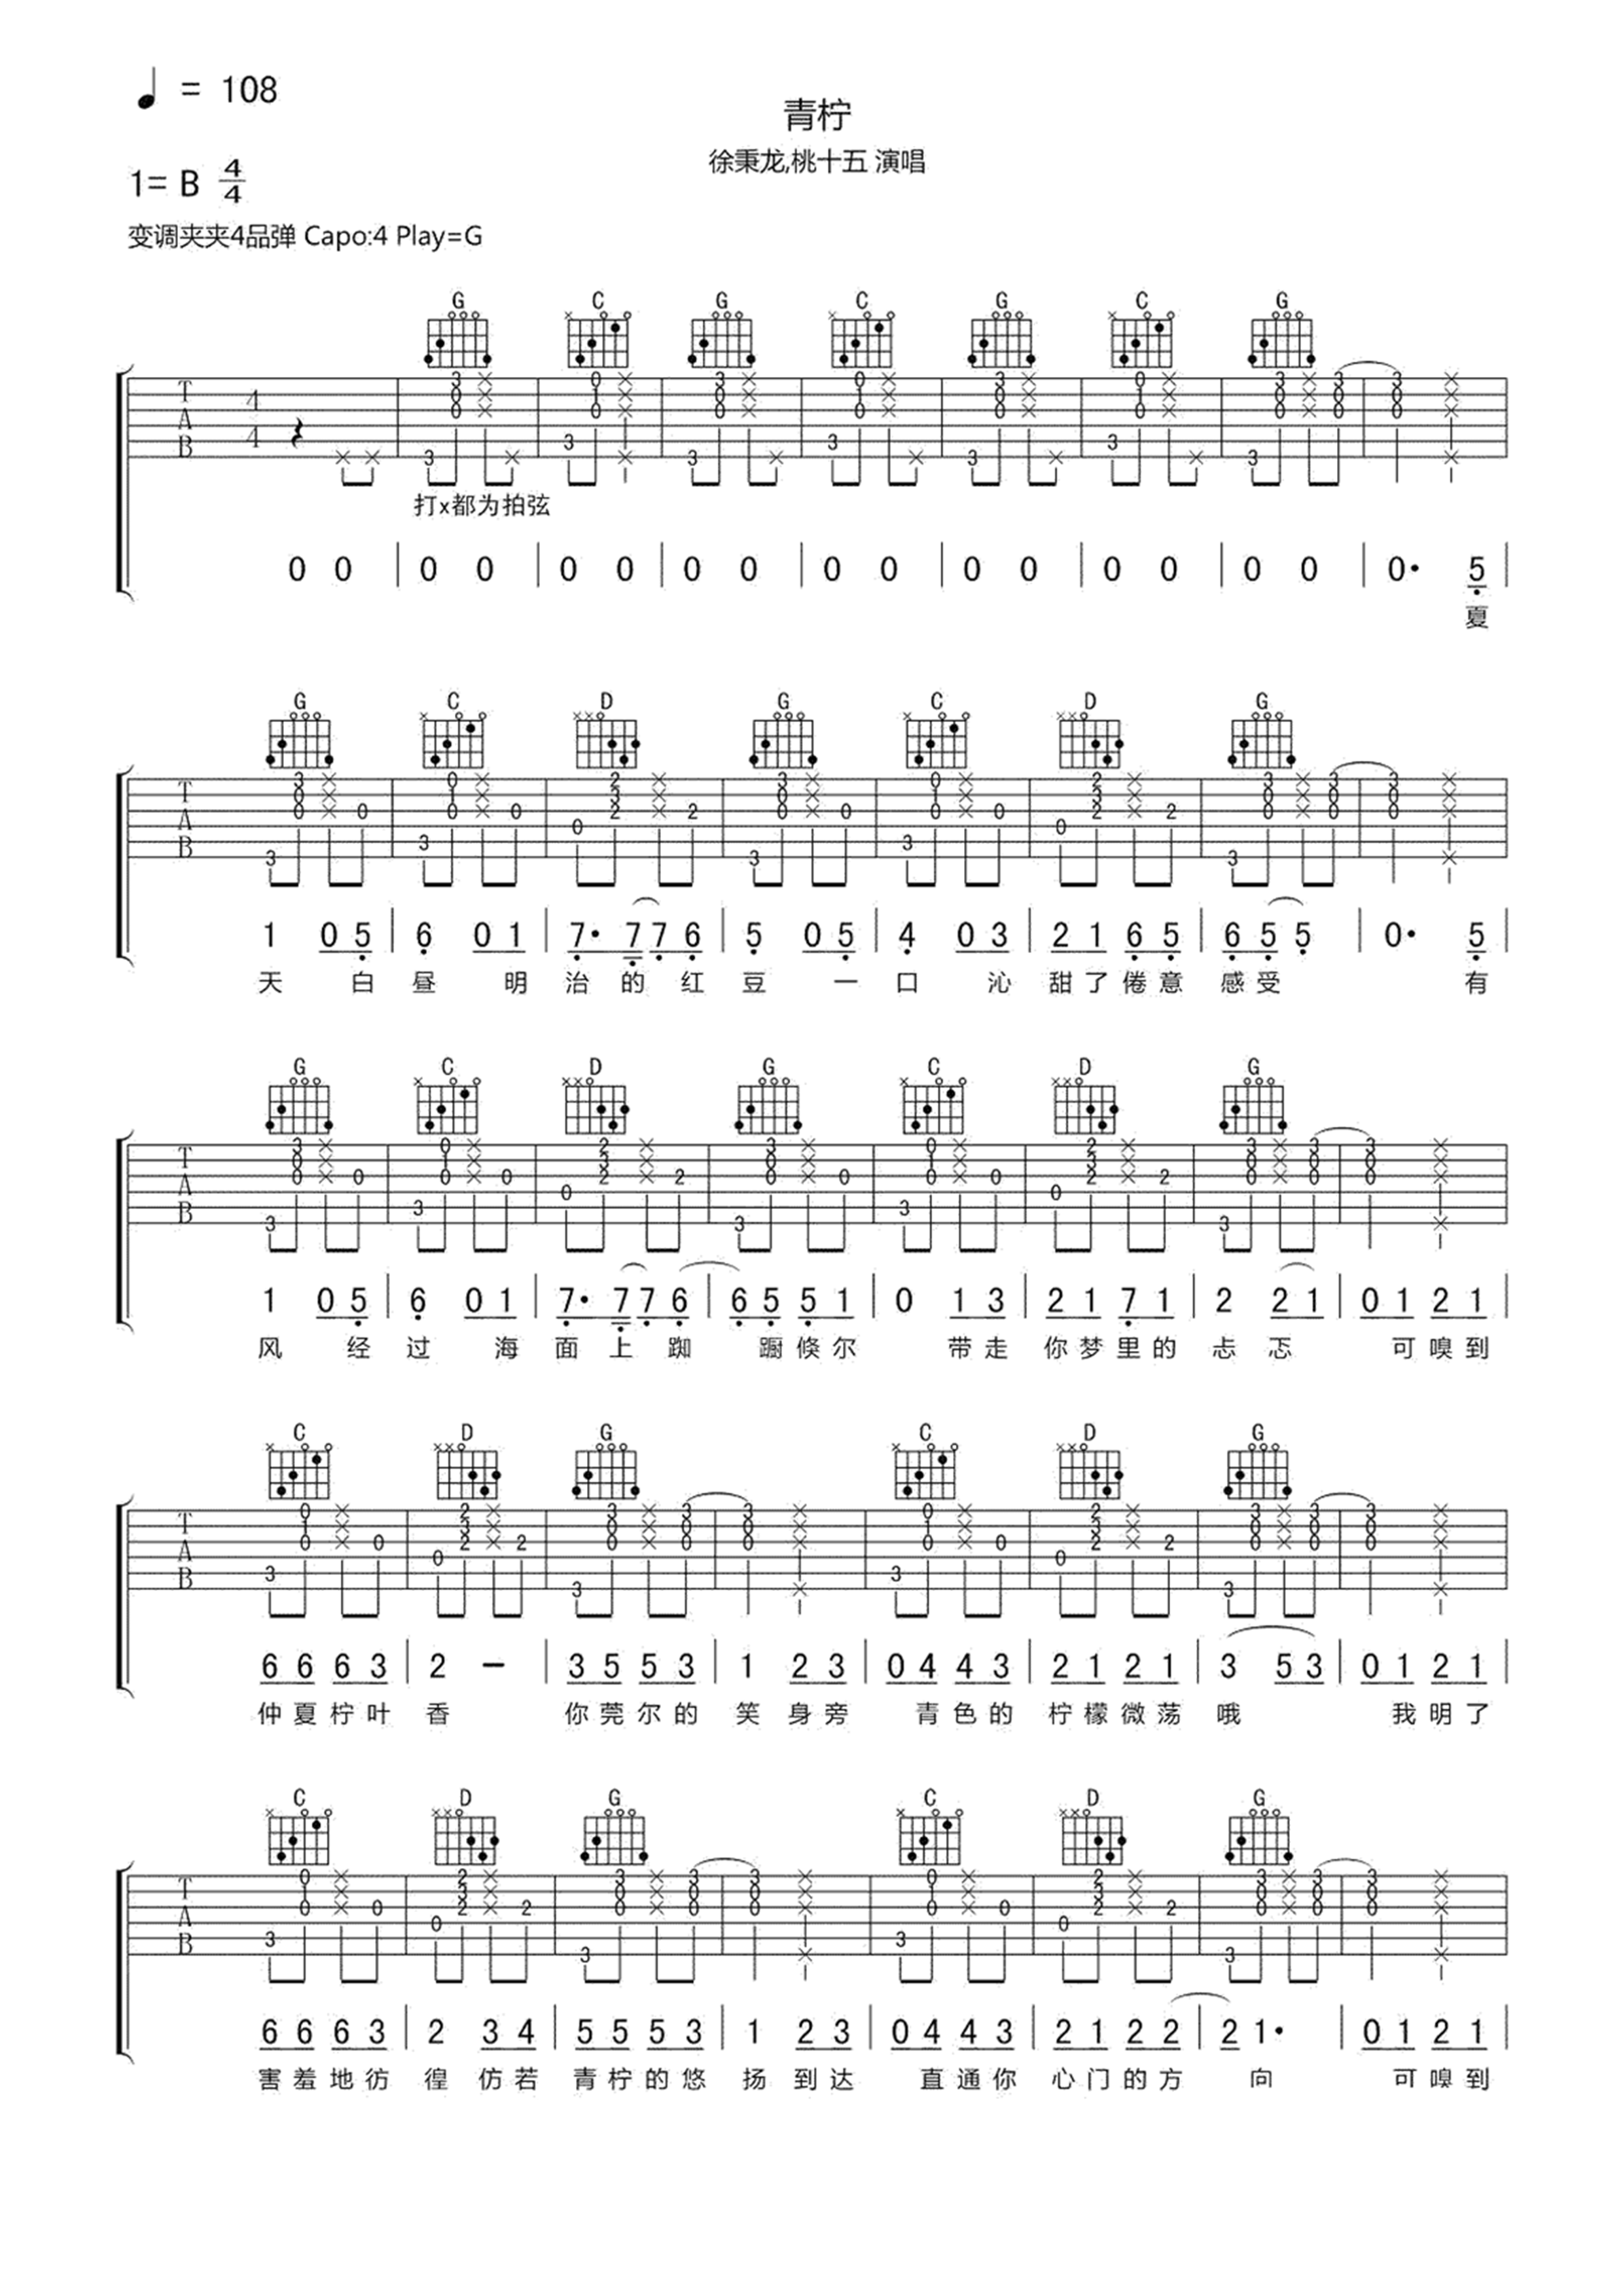 ♩ = 108
青柠
徐秉龙,桃十五 演唱
1= B 4/4
变调夹夹4品弹 Capo:4 Play=G
G C G C G C G
T A B 4/4
打x都为拍弦
0 0 | 0 0 | 0 0 | 0 0 | 0 0 | 0 0 | 0 0 | 0 0 | 0· 5 |
夏
G C D G C D G
T A B
1 0 5 | 6 0 1 | 7· 7 7 6 | 5 0 5 | 4 0 3 | 2 1 6 5 | 6 5 5 | 0· 5 |
天 白 昼 明 治 的 红 豆 一 口 沁 甜 了 倦 意 感 受 有
G C D G C D G
T A B
1 0 5 | 6 0 1 | 7· 7 7 6 | 6 5 5 1 | 0 1 3 | 2 1 7 1 | 2 2 1 | 0 1 2 1 |
风 经 过 海 面 上 踟 蹰 倏 尔 带 走 你 梦 里 的 忐 忑 可 嗅 到
C D G C D G
T A B
6 6 6 3 | 2 – | 3 5 5 3 | 1 2 3 | 0 4 4 3 | 2 1 2 1 | 3 5 3 | 0 1 2 1 |
仲 夏 柠 叶 香 你 莞 尔 的 笑 身 旁 青 色 的 柠 檬 微 荡 哦 我 明 了
C D G C D G
T A B
6 6 6 3 | 2 3 4 | 5 5 5 3 | 1 2 3 | 0 4 4 3 | 2 1 2 2 | 2 1· | 0 1 2 1 |
害 羞 地 彷 徨 仿 若 青 柠 的 悠 扬 到 达 直 通 你 心 门 的 方 向 可 嗅 到